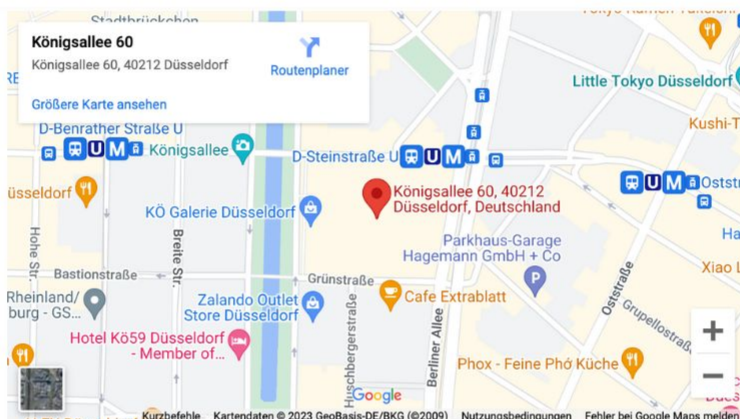 Stadtbrückchen
Königsallee 60
Königsallee 60, 40212 Düsseldorf
Routenplaner
Größere Karte ansehen
Little Tokyo Düsseldorf
Kushi-T
D-Benrather Straße U
U M
Königsallee
D-Steinstraße U
U M
U M
Oststr
üsseldorf
KÖ Galerie Düsseldorf
Königsallee 60, 40212
Düsseldorf, Deutschland
Hohe Str.
Breite Str.
Parkhaus-Garage
Hagemann GmbH + Co
P
Ha
Xiao L
Bastionstraße
Grünstraße
Oststraße
Rheinland/
burg - GS...
Zalando Outlet
Store Düsseldorf
Huschbergerstraße
Cafe Extrablatt
Berliner Allee
Grupellostraße
Hotel Kö59 Düsseldorf
- Member of...
Phox - Feine Phở Küche
+
−
Google
Kurzbefehle
Kartendaten © 2023 GeoBasis-DE/BKG (©2009)
Nutzungsbedingungen
Fehler bei Google Maps melden